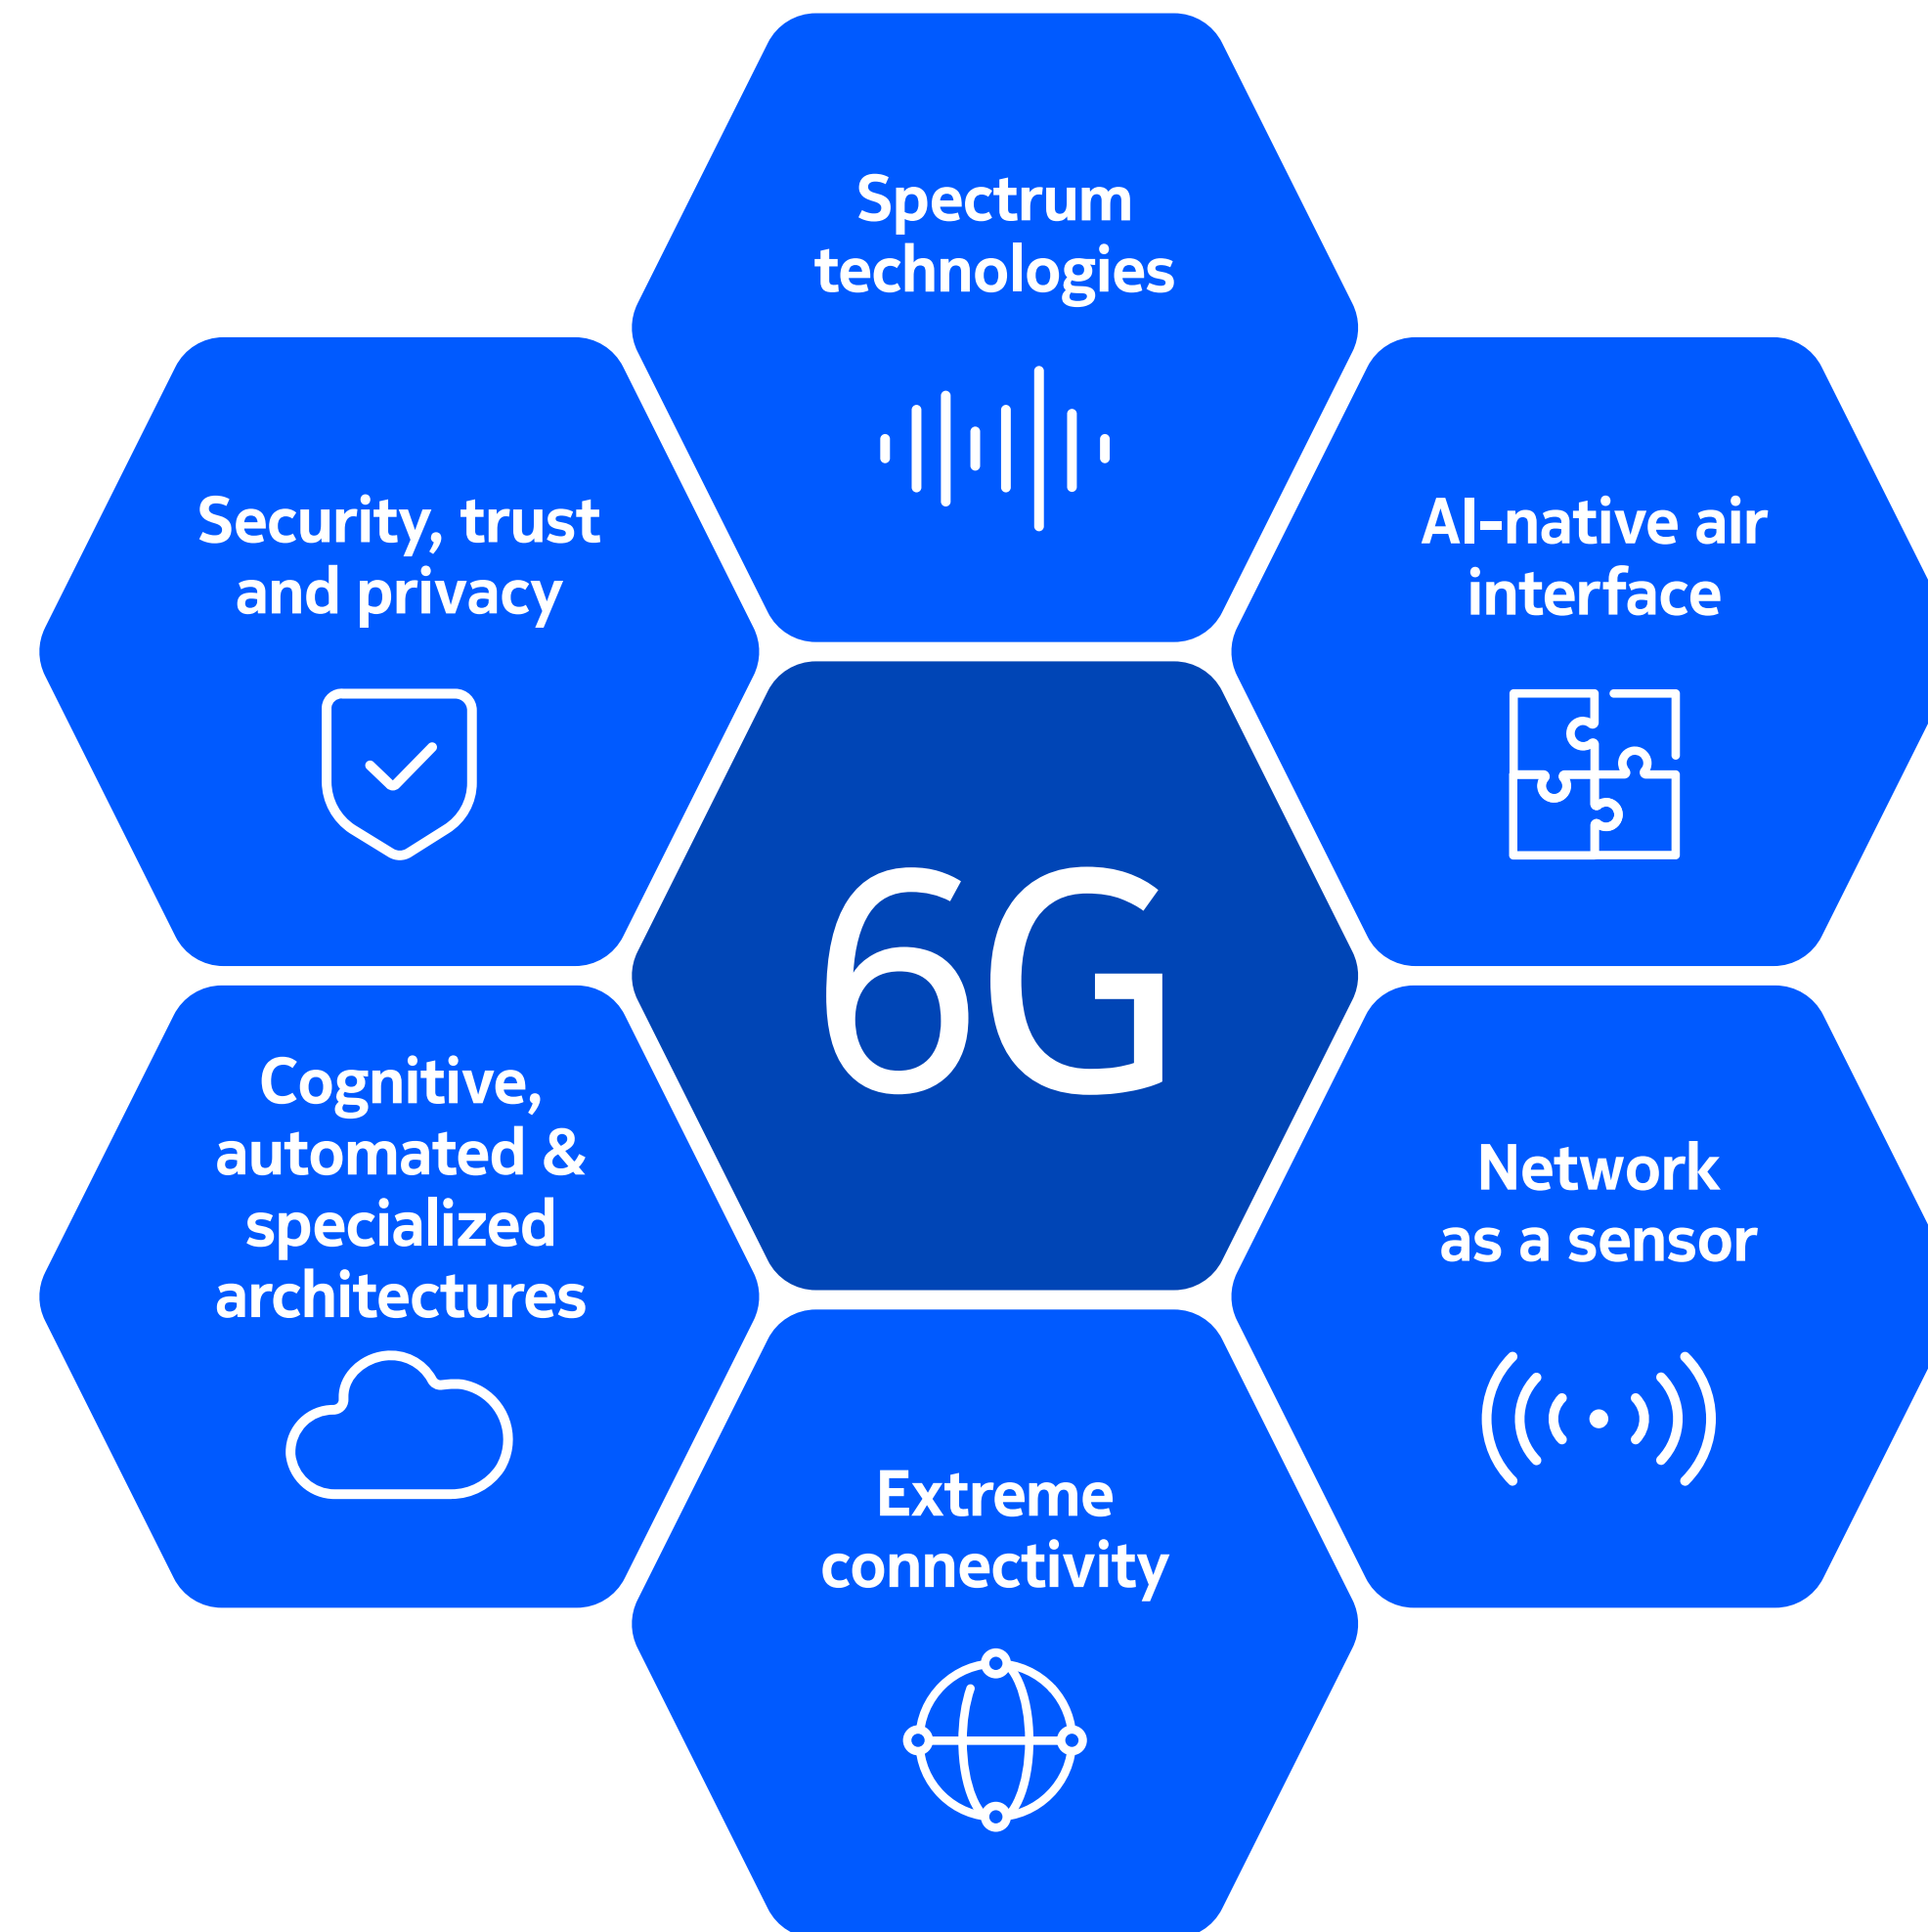 Spectrum
technologies
Security, trust
and privacy
AI-native air
interface
6G
Cognitive,
automated &
specialized
architectures
Network
as a sensor
Extreme
connectivity